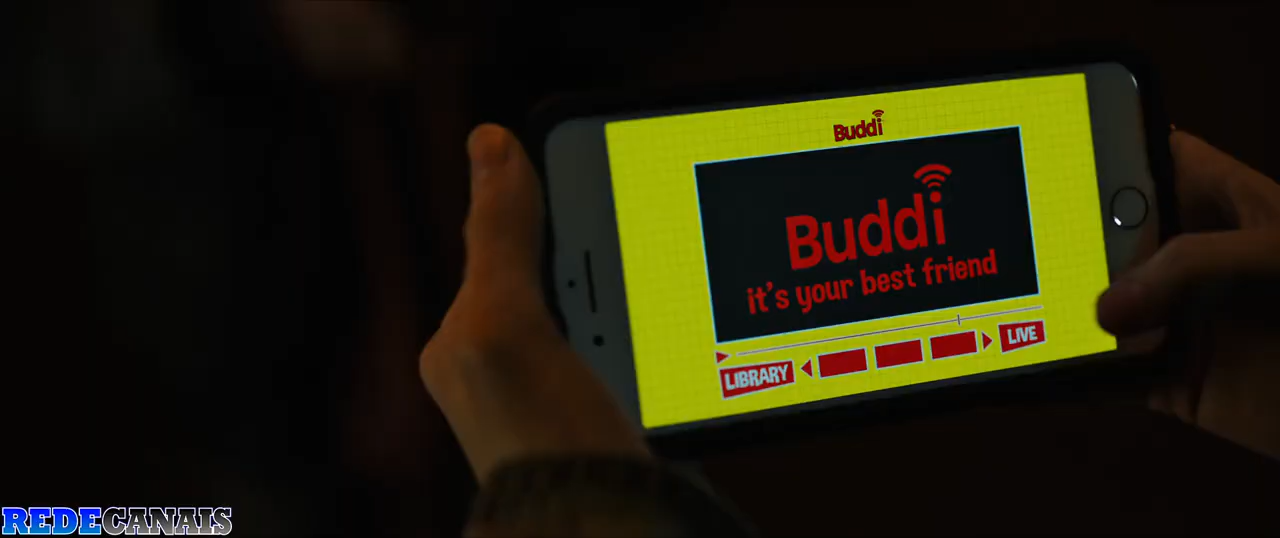 Buddi
Buddi
it's your best friend
LIBRARY
LIVE
REDECANAIS